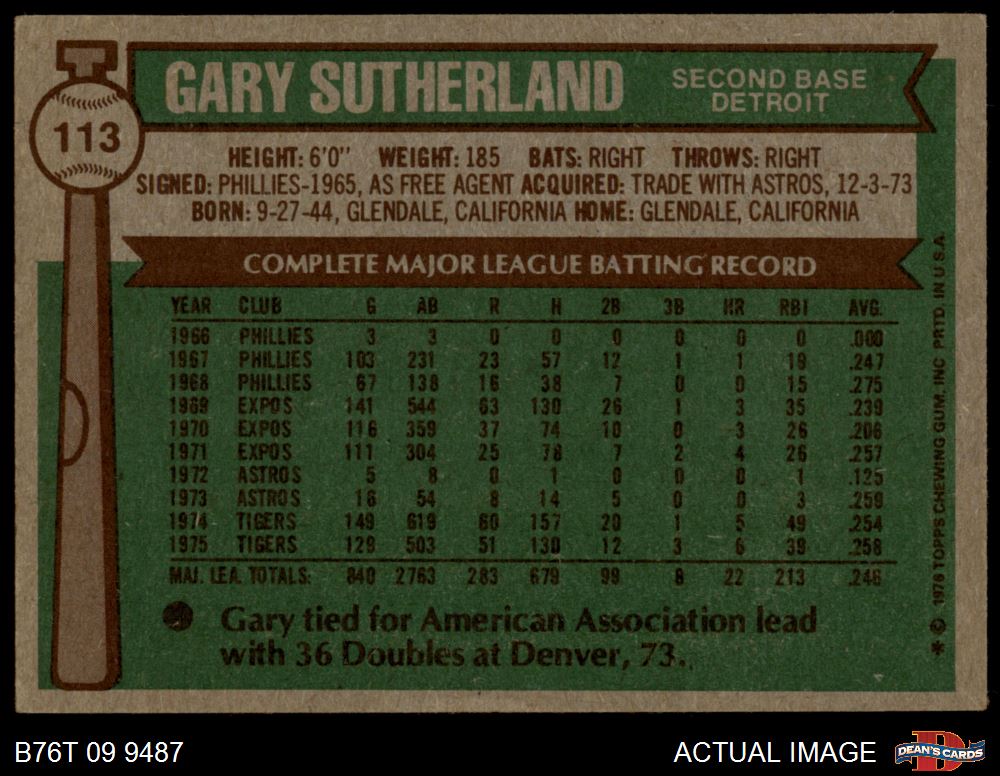 GARY SUTHERLAND
SECOND BASE
DETROIT
113
HEIGHT: 6'0" WEIGHT: 185 BATS: RIGHT THROWS: RIGHT
SIGNED: PHILLIES-1965, AS FREE AGENT ACQUIRED: TRADE WITH ASTROS, 12-3-73
BORN: 9-27-44, GLENDALE, CALIFORNIA HOME: GLENDALE, CALIFORNIA
COMPLETE MAJOR LEAGUE BATTING RECORD
YEAR CLUB G AB R H 2B 3B HR RBI AVG.
1966 PHILLIES 3 3 0 0 0 0 0 0 .000
1967 PHILLIES 103 231 23 57 12 1 1 19 .247
1968 PHILLIES 67 138 16 38 7 0 0 15 .275
1969 EXPOS 141 544 63 130 26 1 3 35 .239
1970 EXPOS 116 359 37 74 10 0 3 26 .206
1971 EXPOS 111 304 25 78 7 2 4 26 .257
1972 ASTROS 5 8 0 1 0 0 0 1 .125
1973 ASTROS 16 54 8 14 5 0 0 3 .259
1974 TIGERS 149 619 60 157 20 1 5 49 .254
1975 TIGERS 129 503 51 130 12 3 6 39 .258
MAJ. LEA. TOTALS: 840 2763 283 679 99 8 22 213 .246
Gary tied for American Association lead
with 36 Doubles at Denver, 73.
* © 1976 TOPPS CHEWING GUM, INC PRTD. IN U.S.A.
B76T 09 9487
ACTUAL IMAGE
DEAN'S CARDS